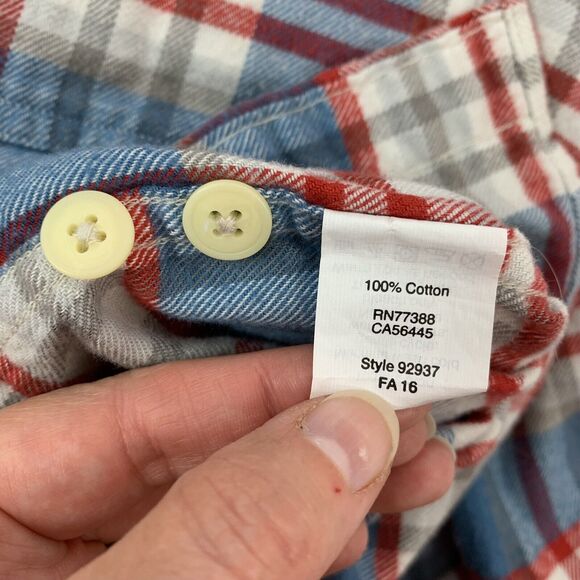 100% Cotton
RN77388
CA56445
Style 92937
FA 16